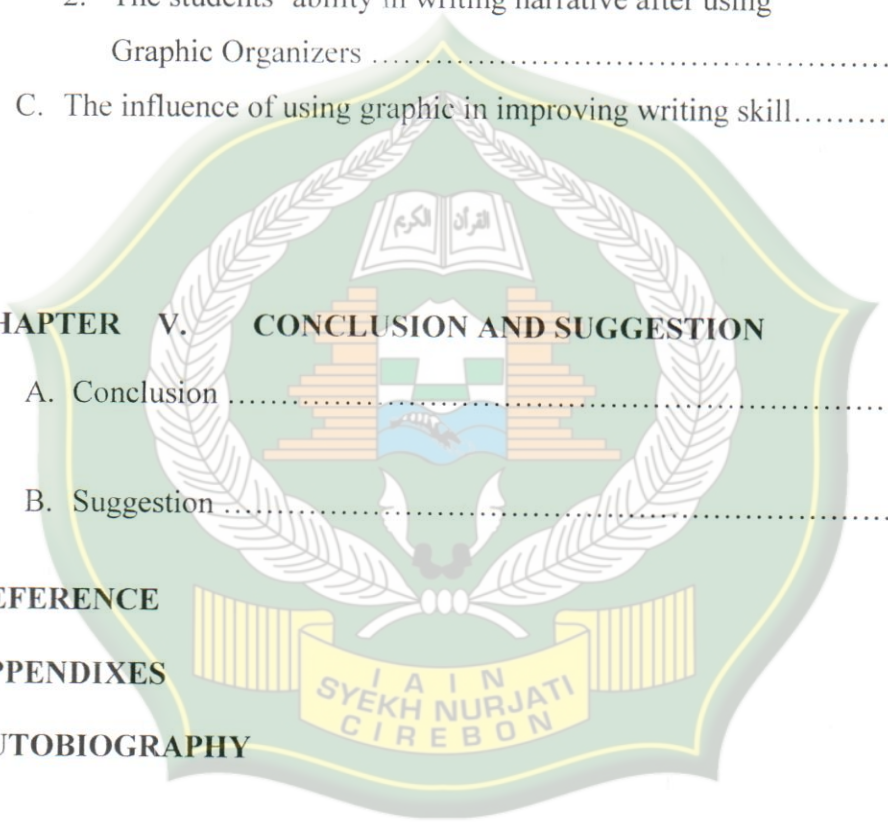 2. The students' ability in writing narrative after using
Graphic Organizers ........................................................
C. The influence of using graphic in improving writing skill.........
القرآن الكريم
HAPTER V. CONCLUSION AND SUGGESTION
A. Conclusion ........................................................................
B. Suggestion ........................................................................
EFERENCE
PPENDIXES
UTOBIOGRAPHY
I A I N
SYEKH NURJATI
CIREBON